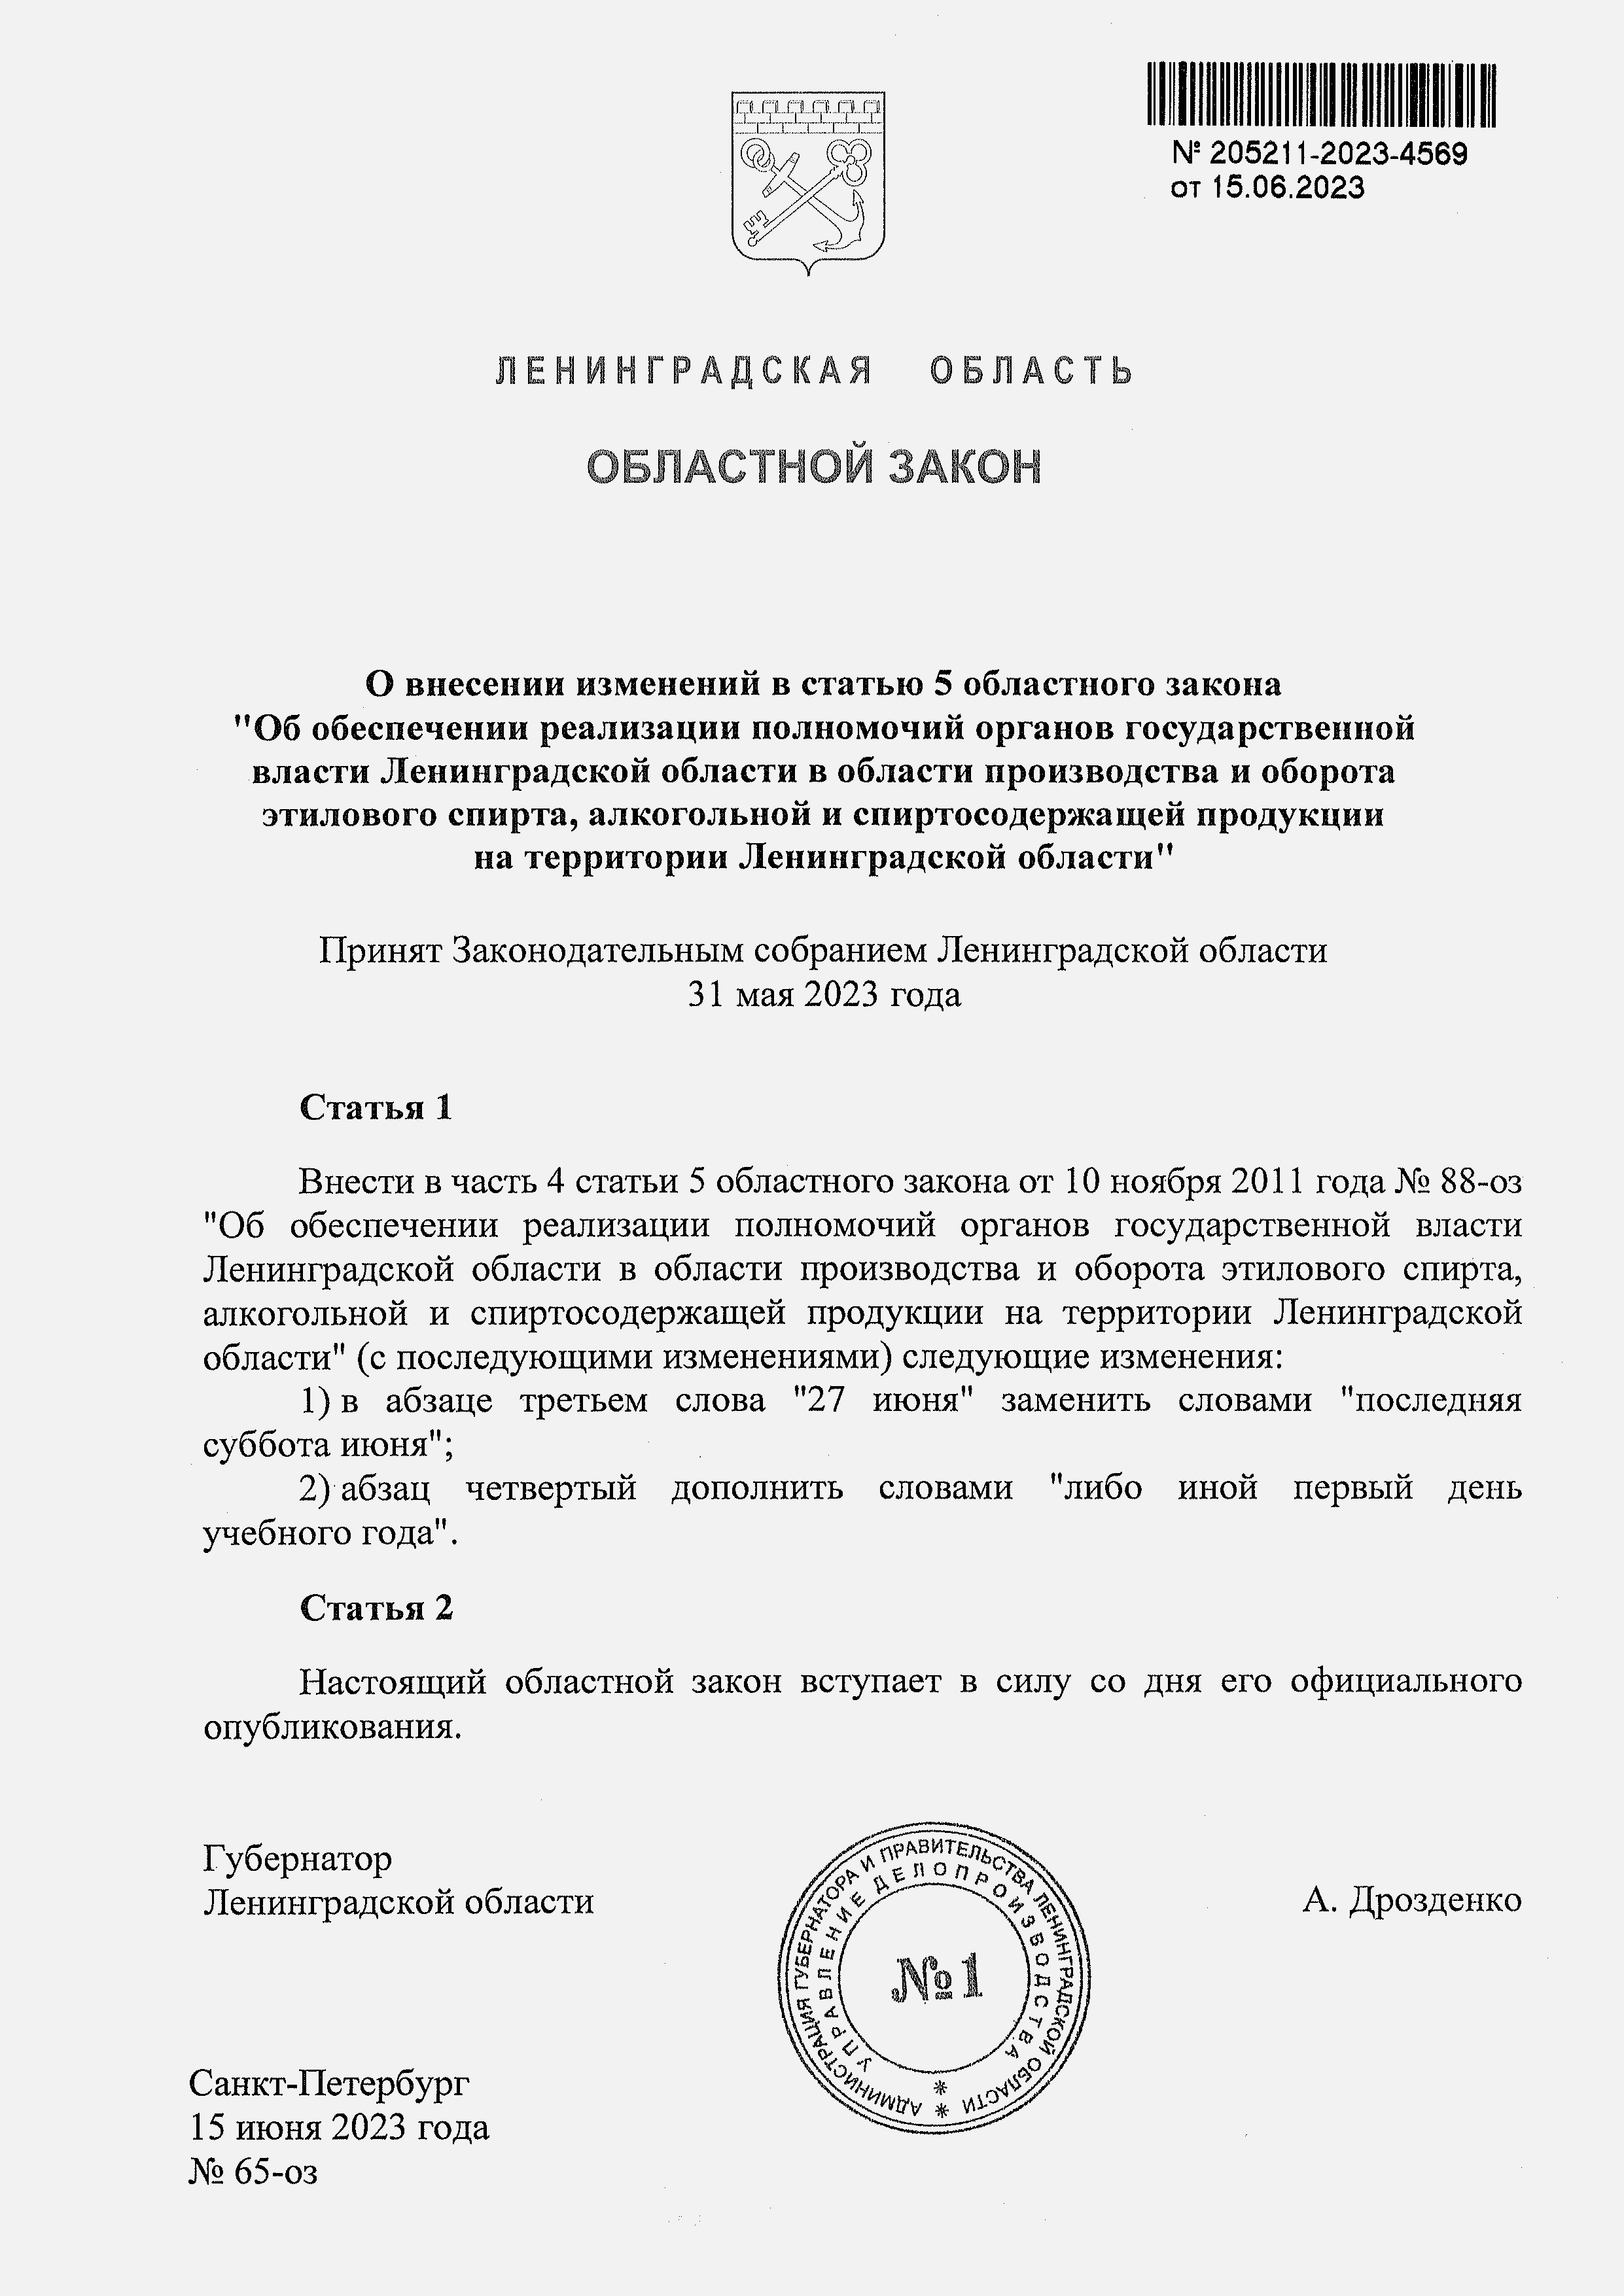 № 205211-2023-4569
от 15.06.2023
ЛЕНИНГРАДСКАЯ ОБЛАСТЬ
ОБЛАСТНОЙ ЗАКОН
О внесении изменений в статью 5 областного закона
"Об обеспечении реализации полномочий органов государственной
власти Ленинградской области в области производства и оборота
этилового спирта, алкогольной и спиртосодержащей продукции
на территории Ленинградской области"
Принят Законодательным собранием Ленинградской области
31 мая 2023 года
Статья 1
Внести в часть 4 статьи 5 областного закона от 10 ноября 2011 года № 88-оз
"Об обеспечении реализации полномочий органов государственной власти
Ленинградской области в области производства и оборота этилового спирта,
алкогольной и спиртосодержащей продукции на территории Ленинградской
области" (с последующими изменениями) следующие изменения:
1) в абзаце третьем слова "27 июня" заменить словами "последняя
суббота июня";
2) абзац четвертый дополнить словами "либо иной первый день
учебного года".
Статья 2
Настоящий областной закон вступает в силу со дня его официального
опубликования.
Губернатор
Ленинградской области
А. Дрозденко
АДМИНИСТРАЦИЯ ГУБЕРНАТОРА И ПРАВИТЕЛЬСТВА ЛЕНИНГРАДСКОЙ ОБЛАСТИ
УПРАВЛЕНИЕ ДЕЛОПРОИЗВОДСТВА
№1
Санкт-Петербург
15 июня 2023 года
№ 65-оз